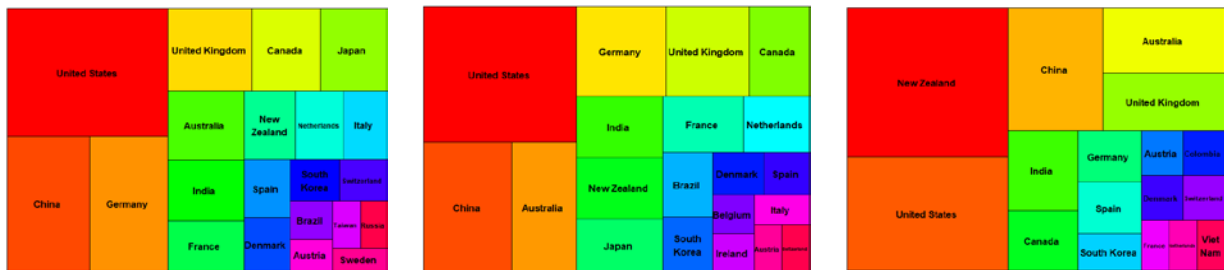 United States
United Kingdom
Canada
Japan
China
Germany
Australia
New
Zealand
Netherlands
Italy
India
France
Spain
Denmark
South
Korea
Switzerland
Brazil
Taiwan
Russia
Austria
Sweden
United States
Germany
United Kingdom
Canada
China
Australia
India
New Zealand
Japan
France
Netherlands
Brazil
South
Korea
Denmark
Spain
Belgium
Ireland
Italy
Austria
New Zealand
United States
China
Australia
United Kingdom
India
Canada
Germany
Spain
South Korea
Austria
Colombia
Denmark
Switzerland
France
Netherlands
Viet
Nam